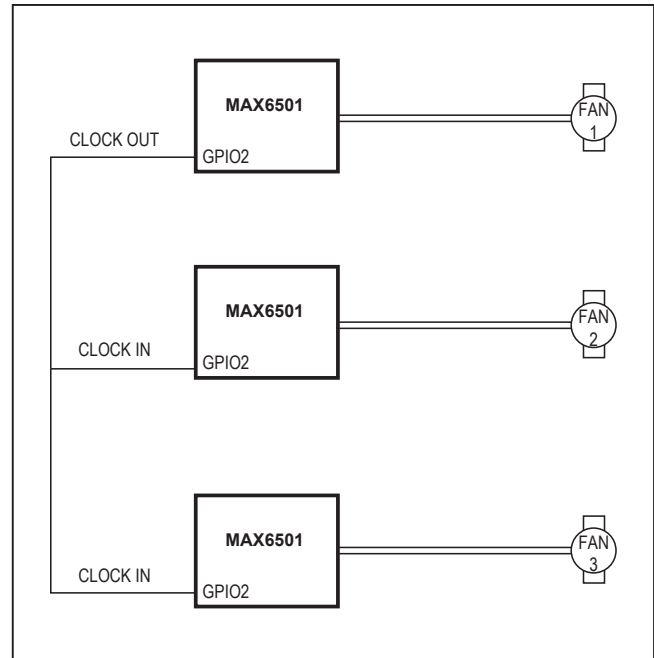 MAX6501
FAN
1
CLOCK OUT
GPIO2
MAX6501
FAN
2
CLOCK IN
GPIO2
MAX6501
FAN
3
CLOCK IN
GPIO2